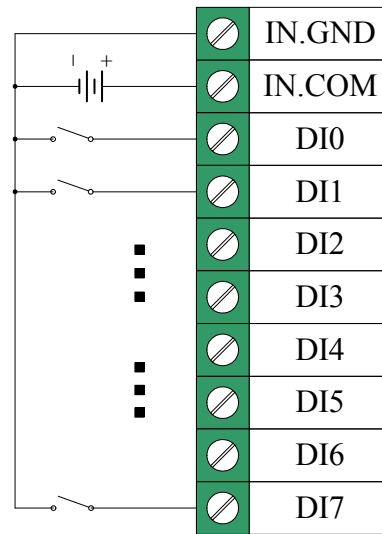 IN.GND
− +
IN.COM
DI0
DI1
DI2
DI3
DI4
DI5
DI6
DI7